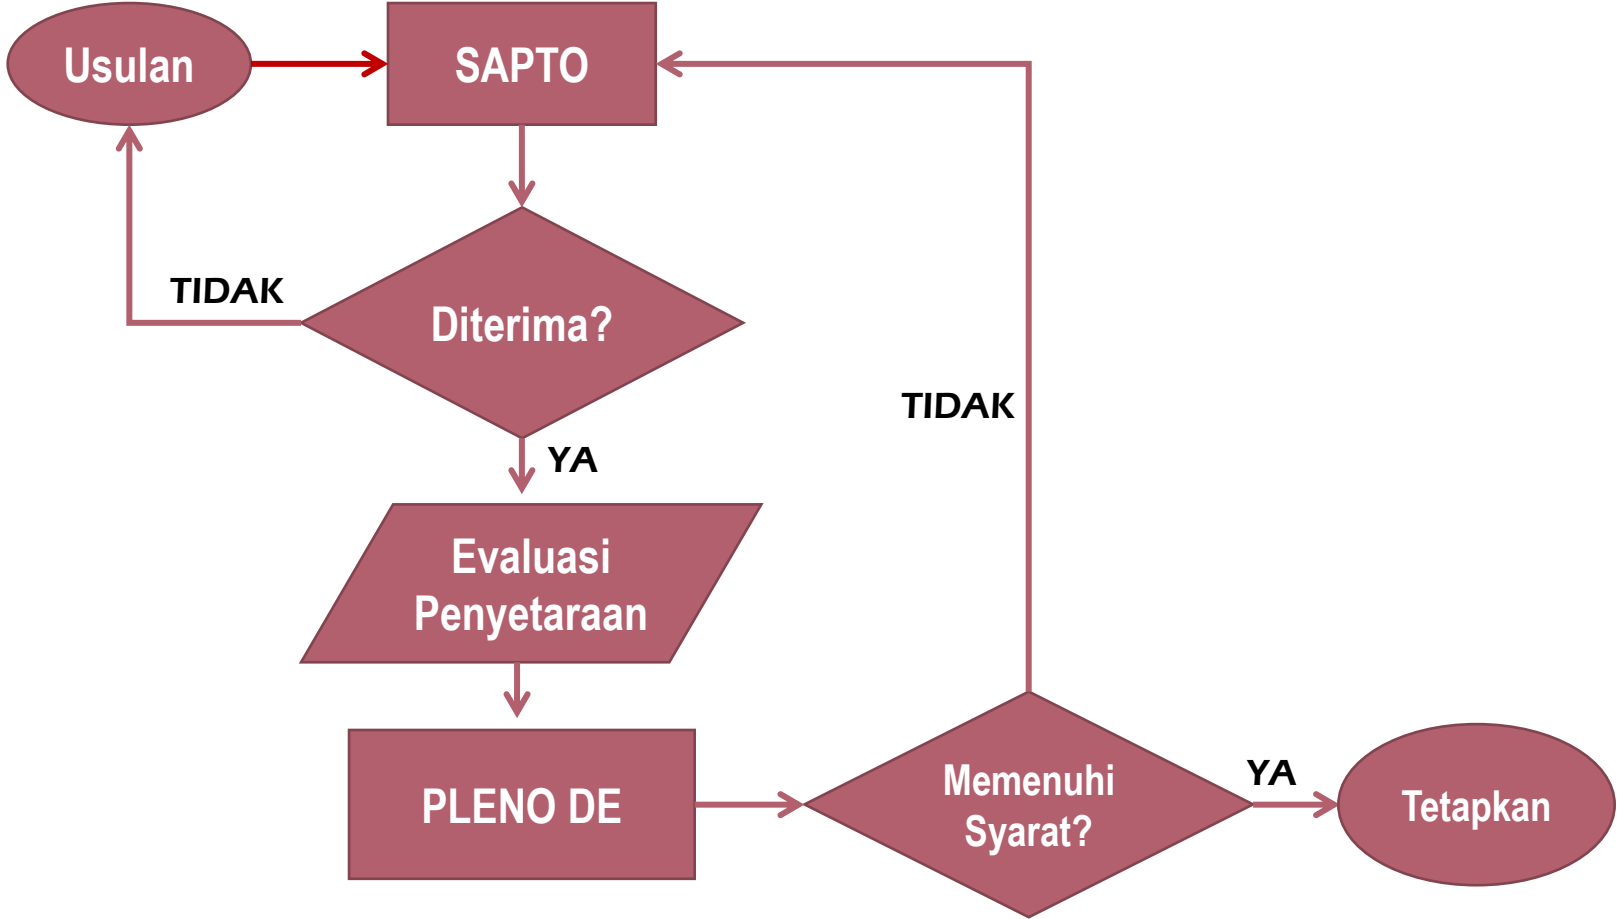 Usulan
SAPTO
TIDAK
Diterima?
YA
TIDAK
Evaluasi
Penyetaraan
PLENO DE
Memenuhi
Syarat?
YA
Tetapkan